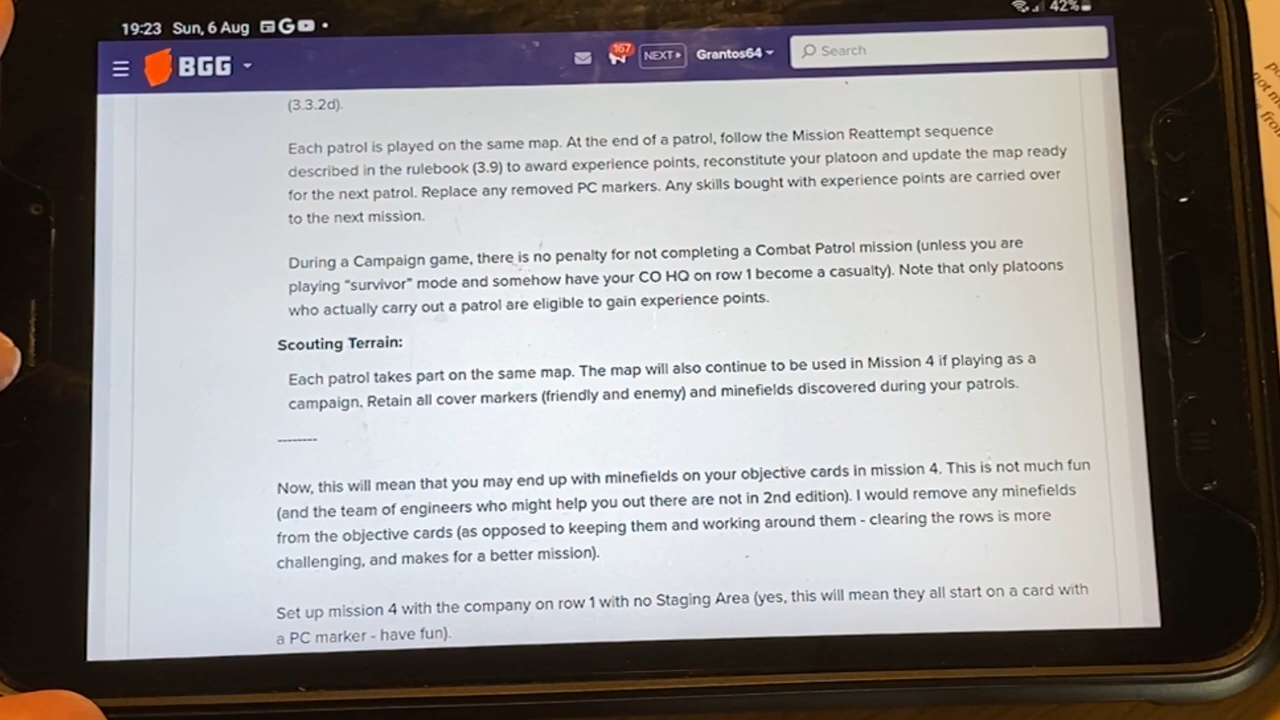 19:23 Sun, 6 Aug
42%
BGG
167
NEXT
Grantos64
Search
(3.3.2d).
Each patrol is played on the same map. At the end of a patrol, follow the Mission Reattempt sequence
described in the rulebook (3.9) to award experience points, reconstitute your platoon and update the map ready
for the next patrol. Replace any removed PC markers. Any skills bought with experience points are carried over
to the next mission.
During a Campaign game, there is no penalty for not completing a Combat Patrol mission (unless you are
playing "survivor" mode and somehow have your CO HQ on row 1 become a casualty). Note that only platoons
who actually carry out a patrol are eligible to gain experience points.
Scouting Terrain:
Each patrol takes part on the same map. The map will also continue to be used in Mission 4 if playing as a
campaign. Retain all cover markers (friendly and enemy) and minefields discovered during your patrols.
--------
Now, this will mean that you may end up with minefields on your objective cards in mission 4. This is not much fun
(and the team of engineers who might help you out there are not in 2nd edition). I would remove any minefields
from the objective cards (as opposed to keeping them and working around them - clearing the rows is more
challenging, and makes for a better mission).
Set up mission 4 with the company on row 1 with no Staging Area (yes, this will mean they all start on a card with
a PC marker - have fun).